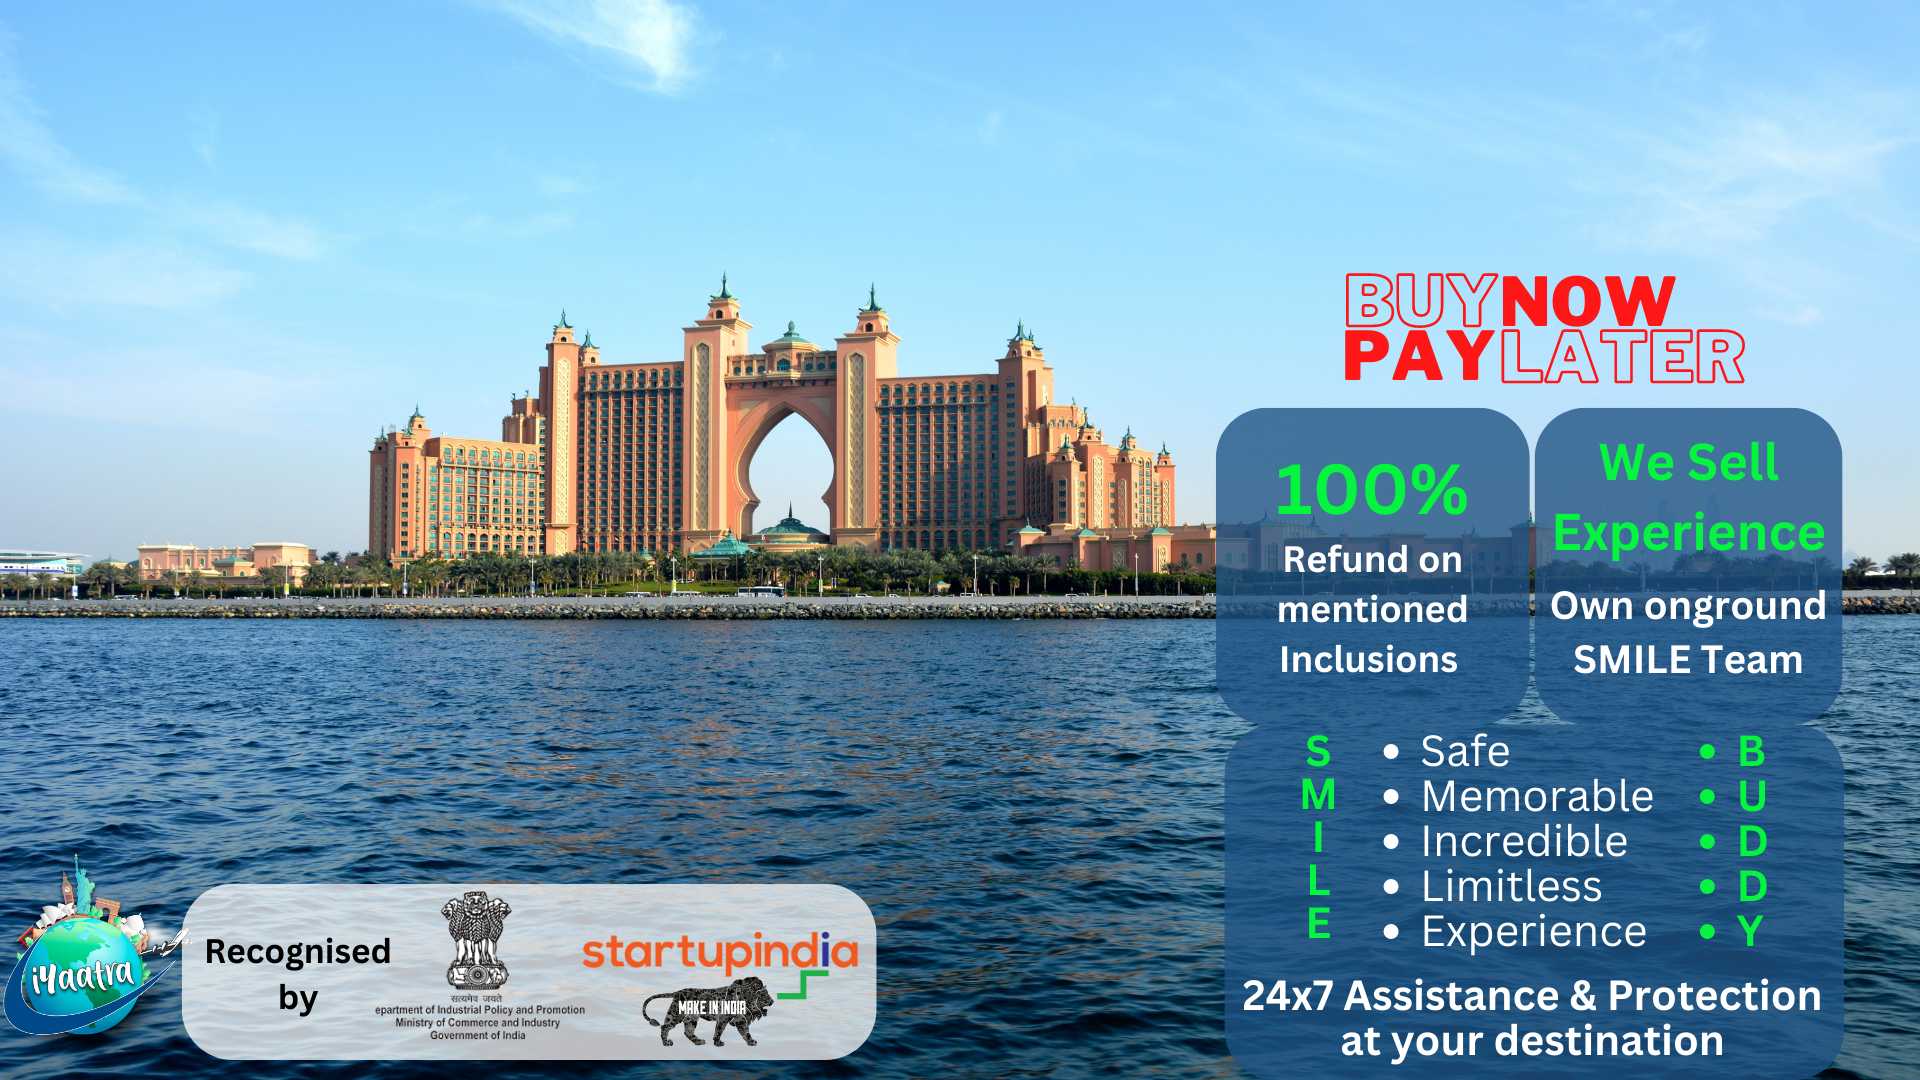 BUYNOW
PAYLATER
100%
Refund on
mentioned
Inclusions
We Sell
Experience
Own onground
SMILE Team
S • Safe • B
M • Memorable • U
I • Incredible • D
L • Limitless • D
E • Experience • Y
24x7 Assistance & Protection
at your destination
iYaatra
Recognised
by
सत्यमेव जयते
epartment of Industrial Policy and Promotion
Ministry of Commerce and Industry
Government of India
startupindia
MAKE IN INDIA